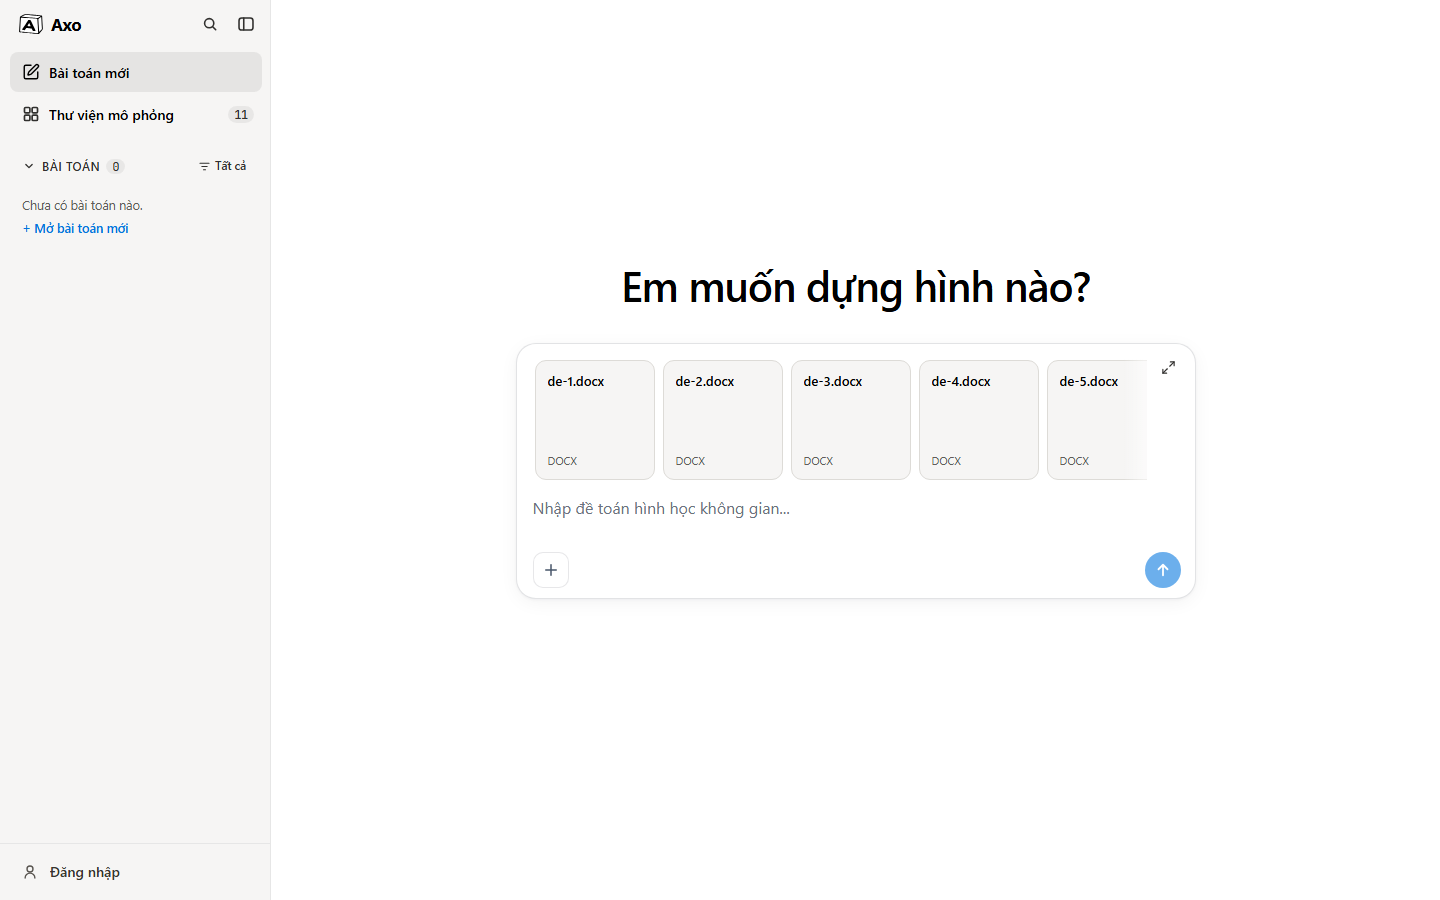 Axo
Bài toán mới
Thư viện mô phỏng 11
BÀI TOÁN 0 Tất cả
Chưa có bài toán nào.
+ Mở bài toán mới
Em muốn dựng hình nào?
de-1.docx de-2.docx de-3.docx de-4.docx de-5.docx
DOCX DOCX DOCX DOCX DOCX
Nhập đề toán hình học không gian...
Đăng nhập